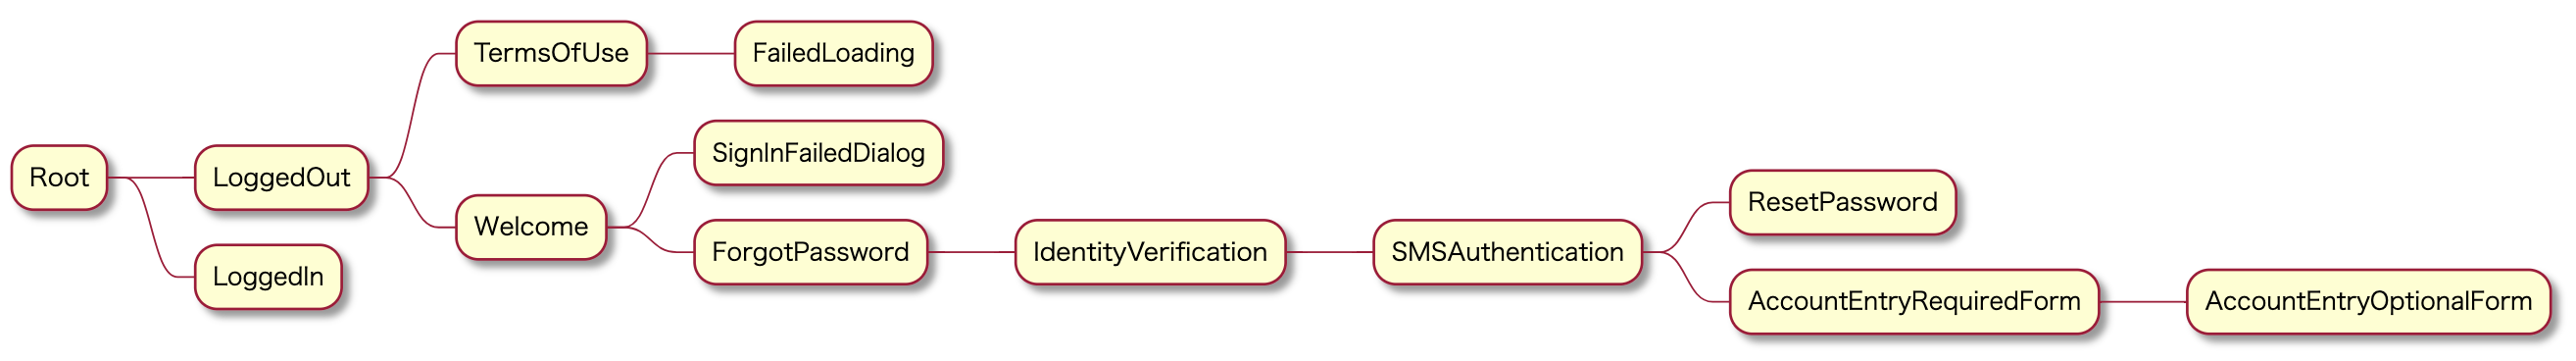 Root
LoggedOut
TermsOfUse
FailedLoading
Welcome
SignInFailedDialog
ForgotPassword
IdentityVerification
SMSAuthentication
ResetPassword
AccountEntryRequiredForm
AccountEntryOptionalForm
LoggedIn